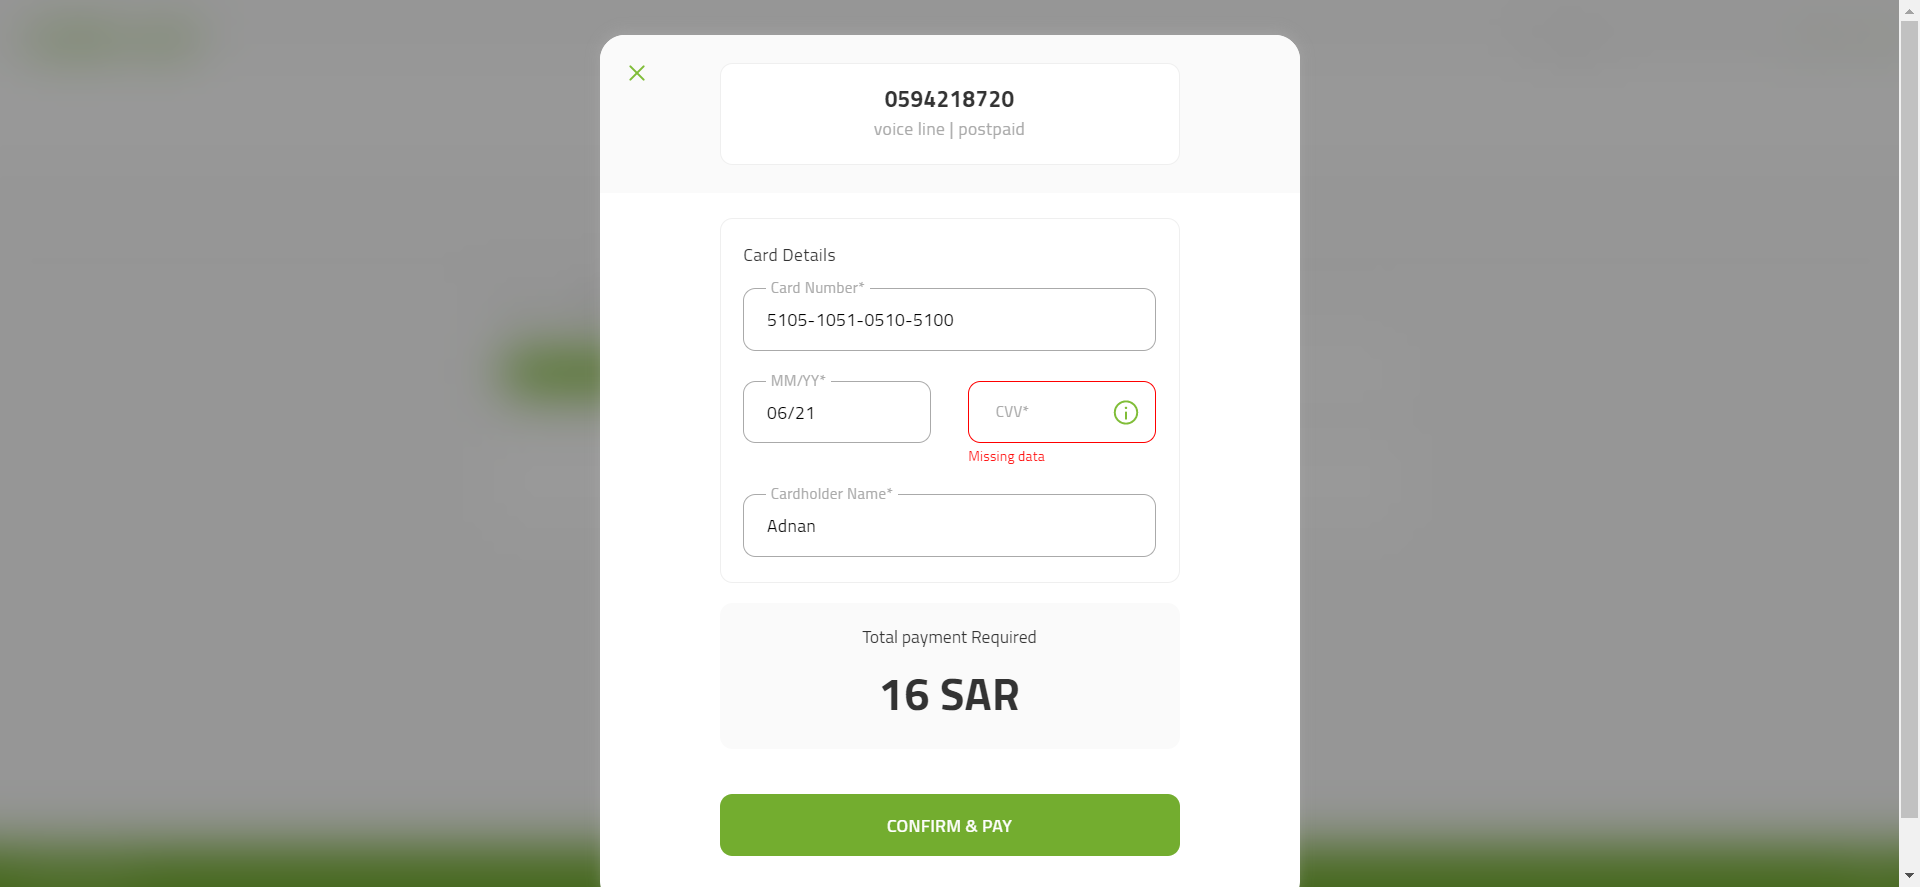 0594218720
voice line | postpaid
Card Details
Card Number*
5105-1051-0510-5100
MM/YY*
06/21
CVV*
Missing data
Cardholder Name*
Adnan
Total payment Required
16 SAR
CONFIRM & PAY